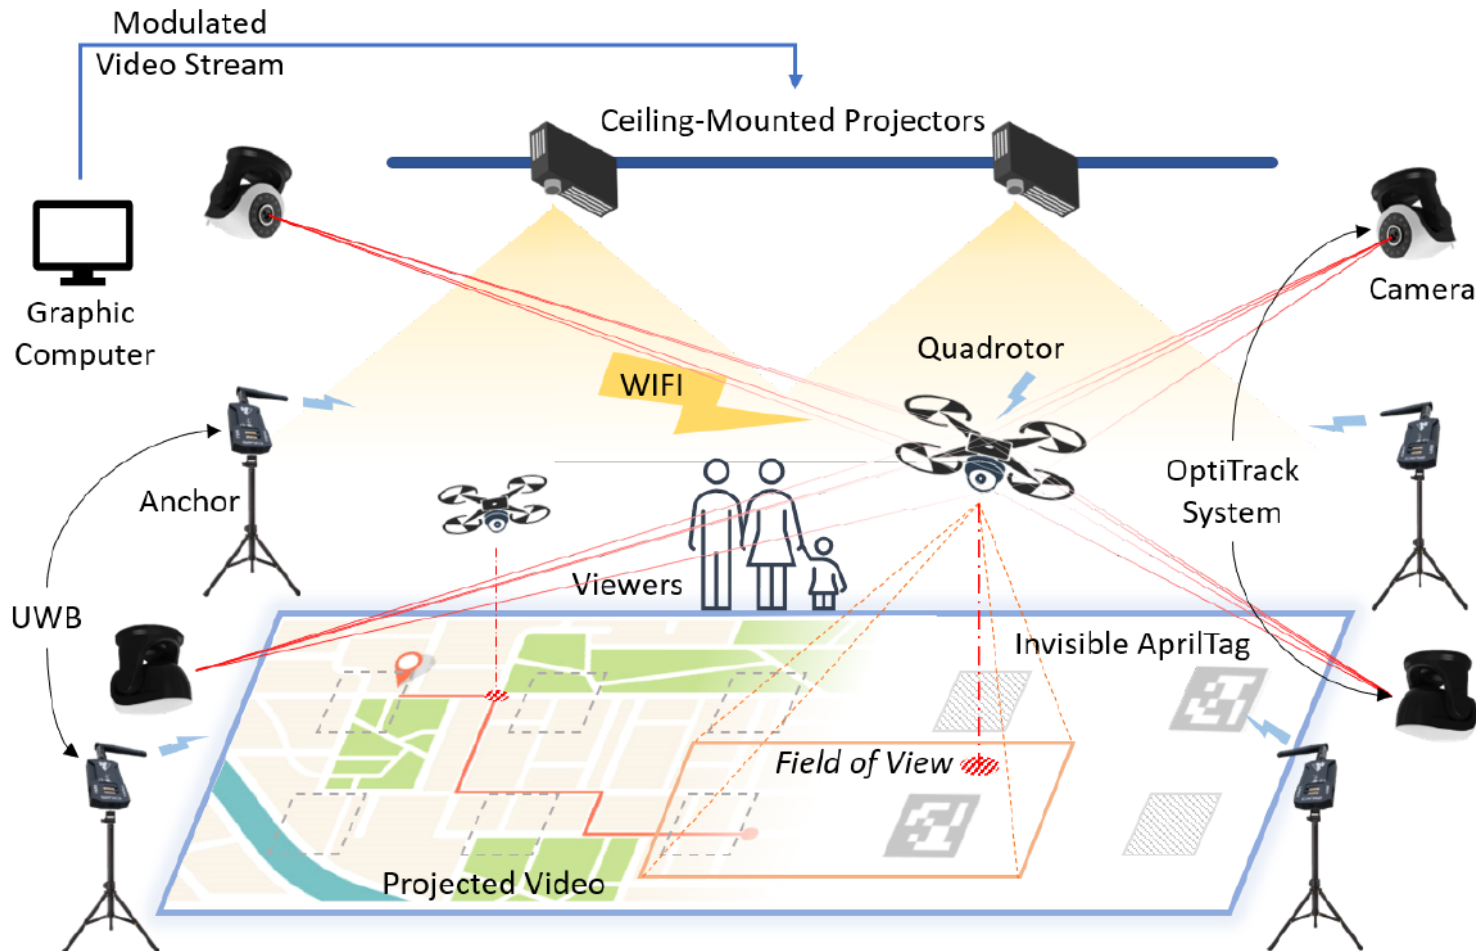 Modulated
Video Stream
Ceiling-Mounted Projectors
Graphic
Computer
Camera
Quadrotor
WIFI
Anchor
OptiTrack
System
Viewers
UWB
Invisible AprilTag
Field of View
Projected Video